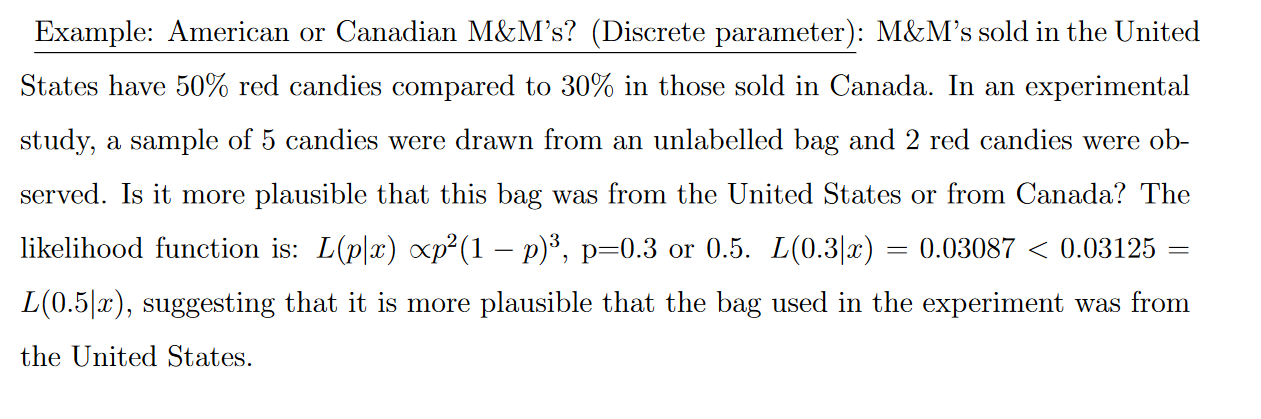 Example: American or Canadian M&M's? (Discrete parameter): M&M's sold in the United
States have 50% red candies compared to 30% in those sold in Canada. In an experimental
study, a sample of 5 candies were drawn from an unlabelled bag and 2 red candies were ob-
served. Is it more plausible that this bag was from the United States or from Canada? The
likelihood function is: L(p|x) ∝p²(1 − p)³, p=0.3 or 0.5. L(0.3|x) = 0.03087 < 0.03125 =
L(0.5|x), suggesting that it is more plausible that the bag used in the experiment was from
the United States.